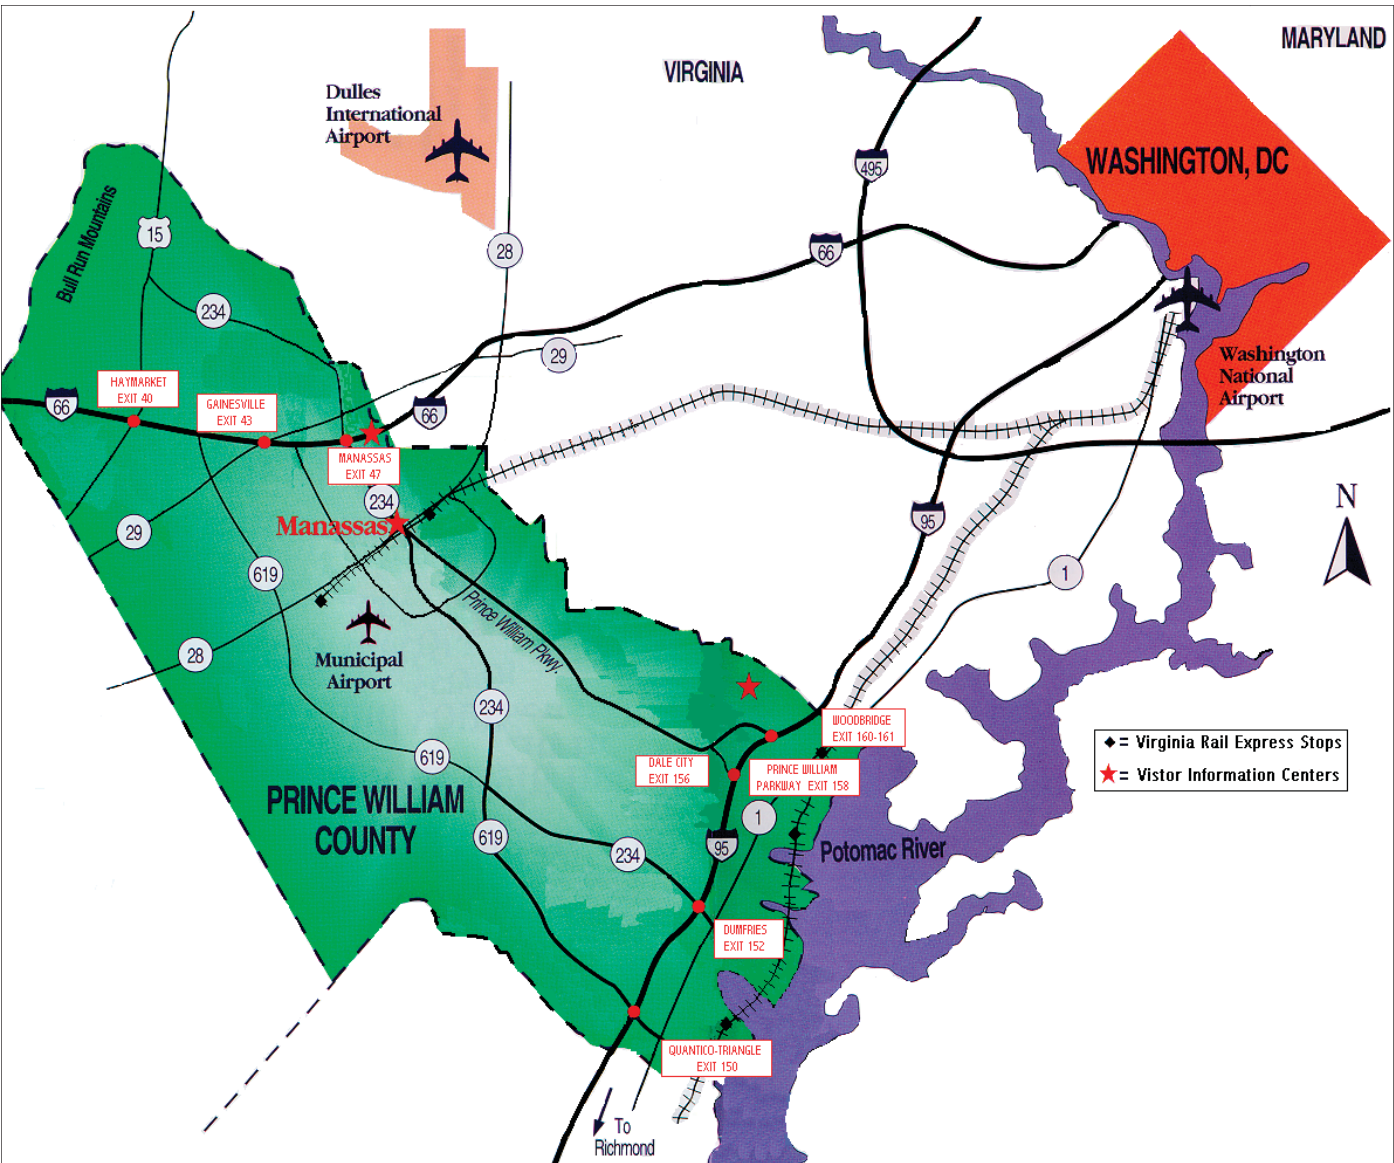 MARYLAND
VIRGINIA
Dulles
International
Airport
WASHINGTON, DC
495
Bull Run Mountains
15
28
66
234
29
Washington
National
Airport
HAYMARKET
EXIT 40
66
GAINESVILLE
EXIT 43
66
MANASSAS
EXIT 47
234
Manassas
N
29
95
619
1
Prince William Pkwy.
28
Municipal
Airport
234
WOODBRIDGE
EXIT 160-161
619
DALE CITY
EXIT 156
PRINCE WILLIAM
PARKWAY EXIT 158
= Virginia Rail Express Stops
= Vistor Information Centers
PRINCE WILLIAM
COUNTY
1
619
234
95
Potomac River
DUMFRIES
EXIT 152
QUANTICO-TRIANGLE
EXIT 150
To
Richmond